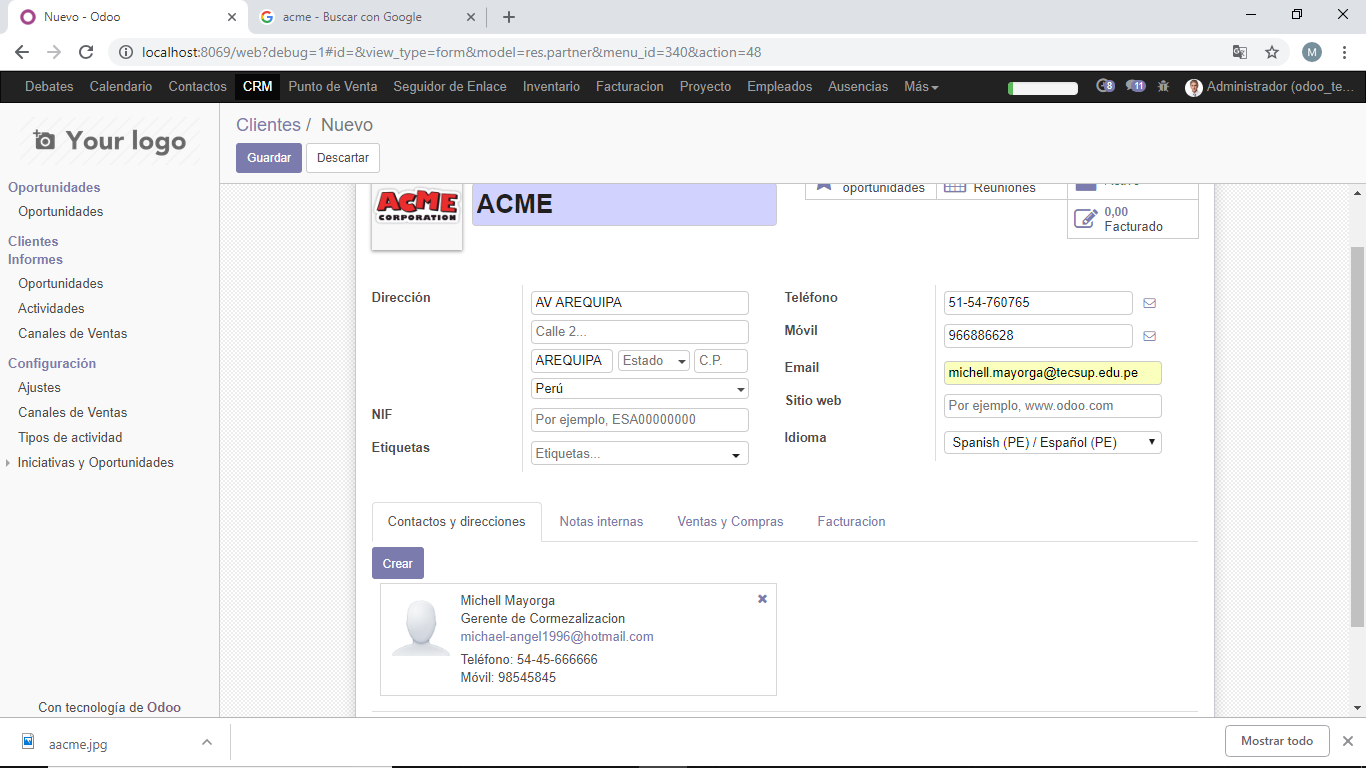 Nuevo - Odoo
acme - Buscar con Google
localhost:8069/web?debug=1#id=&view_type=form&model=res.partner&menu_id=340&action=48
M
Debates Calendario Contactos CRM Punto de Venta Seguidor de Enlace Inventario Facturacion Proyecto Empleados Ausencias Más 8 11 Administrador (odoo_te...
Your logo
Clientes / Nuevo
Guardar Descartar
Oportunidades
Oportunidades
Clientes
Informes
Oportunidades
Actividades
Canales de Ventas
Configuración
Ajustes
Canales de Ventas
Tipos de actividad
Iniciativas y Oportunidades
Con tecnología de Odoo
ACME
CORPORATION
ACME
oportunidades
Reuniones
0,00
Facturado
Dirección
AV AREQUIPA
Calle 2...
AREQUIPA Estado C.P.
Perú
NIF
Por ejemplo, ESA00000000
Etiquetas
Etiquetas...
Teléfono
51-54-760765
Móvil
966886628
Email
michell.mayorga@tecsup.edu.pe
Sitio web
Por ejemplo, www.odoo.com
Idioma
Spanish (PE) / Español (PE)
Contactos y direcciones Notas internas Ventas y Compras Facturacion
Crear
Michell Mayorga
Gerente de Cormezalizacion
michael-angel1996@hotmail.com
Teléfono: 54-45-666666
Móvil: 98545845
aacme.jpg
Mostrar todo